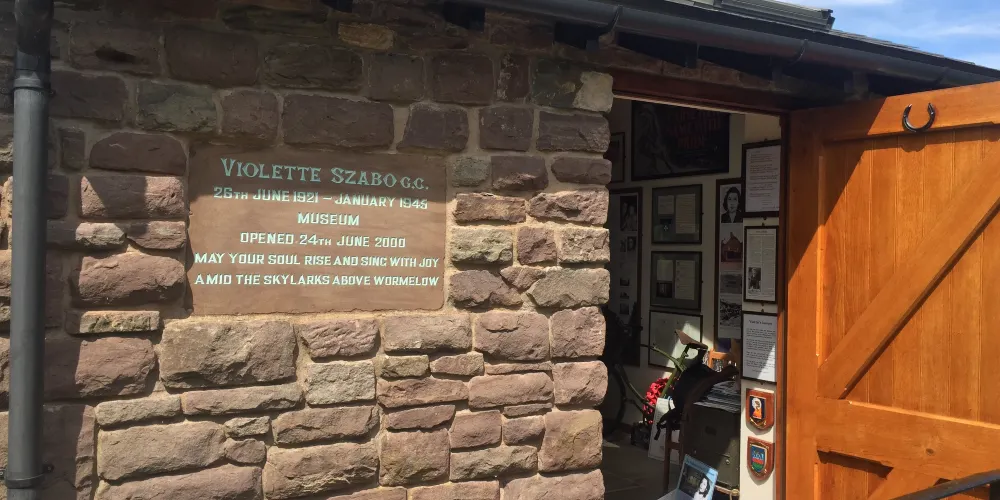 VIOLETTE SZABO G.C.
26TH JUNE 1921 - JANUARY 1945
MUSEUM
OPENED 24TH JUNE 2000
MAY YOUR SOUL RISE AND SING WITH JOY
AMID THE SKYLARKS ABOVE WORMELOW